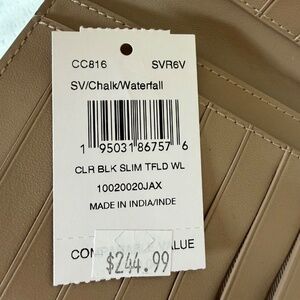 CC816 SVR6V
SV/Chalk/Waterfall
1 95031 86757 6
CLR BLK SLIM TFLD WL
10020020JAX
MADE IN INDIA/INDE
VALUE
$244.99